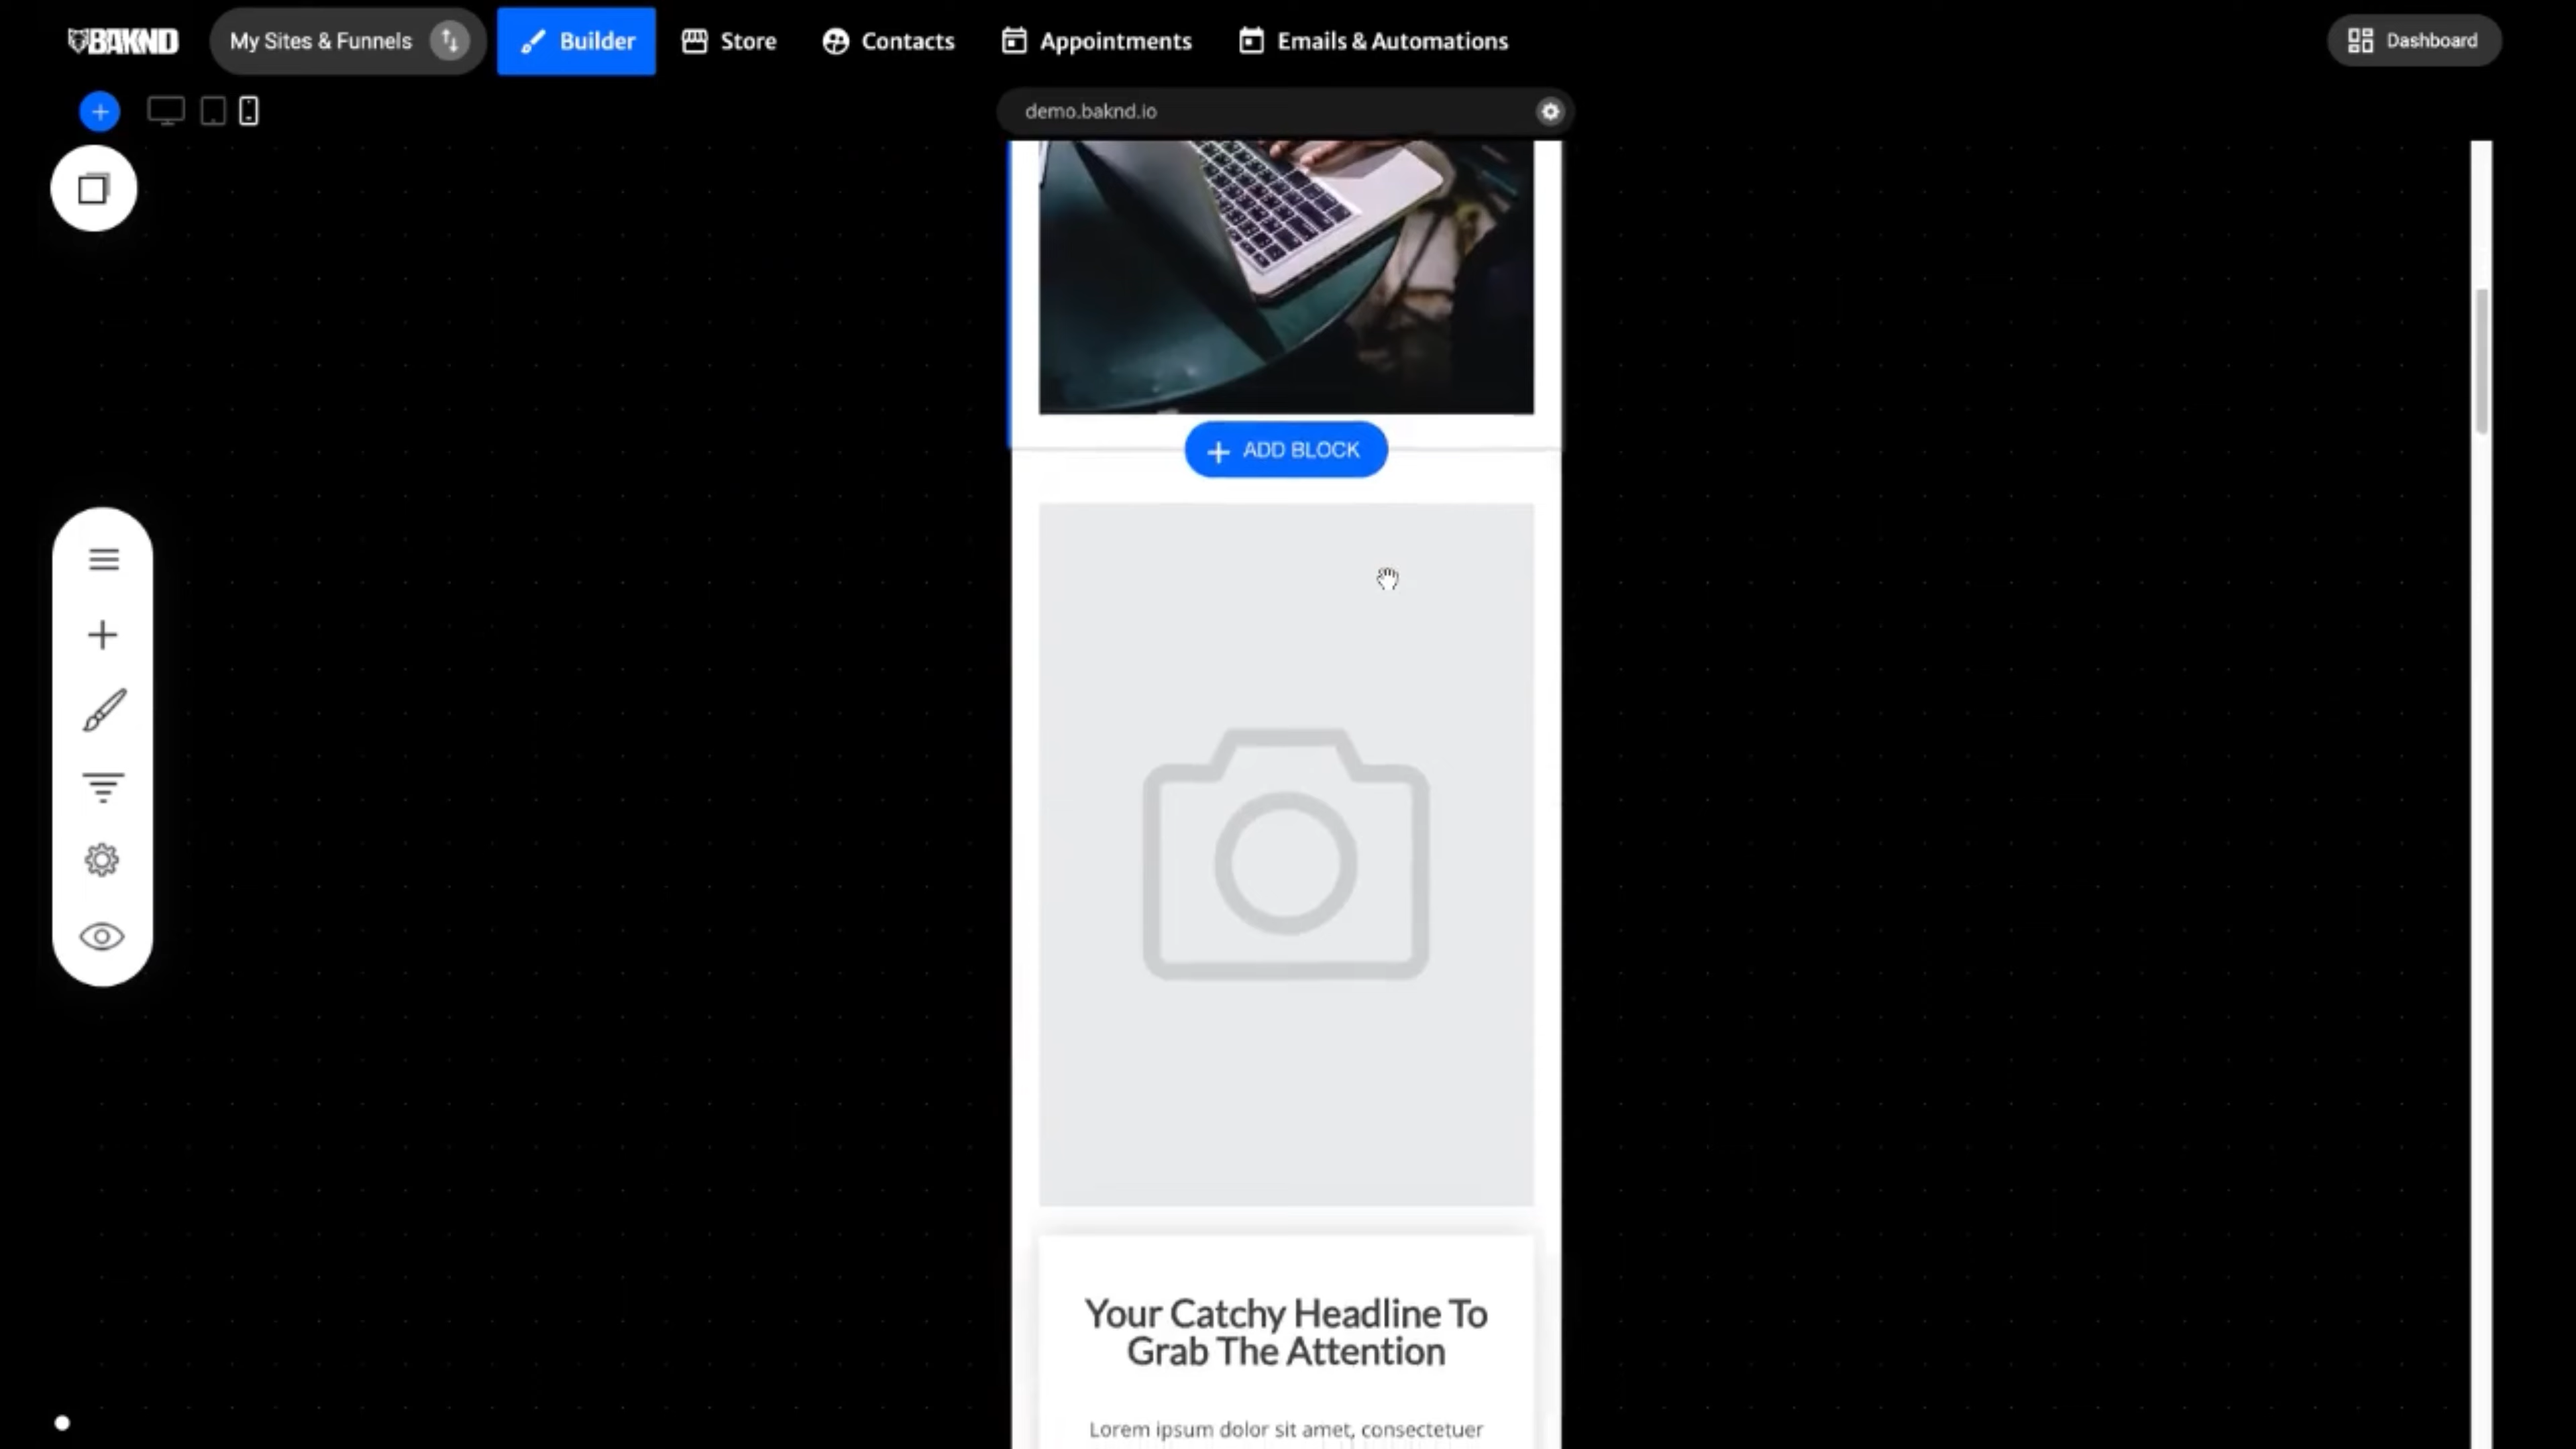 BAKND
My Sites & Funnels
Builder
Store
Contacts
Appointments
Emails & Automations
Dashboard
demo.baknd.io
ADD BLOCK
Your Catchy Headline To
Grab The Attention
Lorem ipsum dolor sit amet, consectetuer